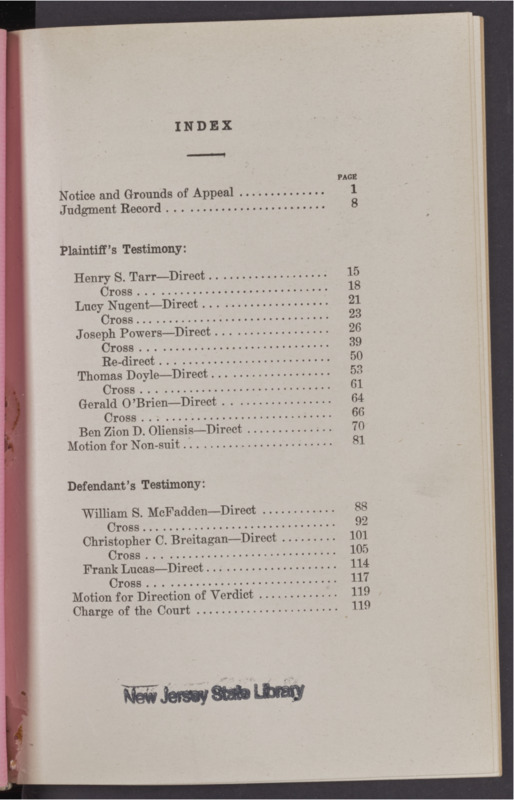 INDEX
PAGE
Notice and Grounds of Appeal .............. 1
Judgment Record ........................ 8
Plaintiff's Testimony:
Henry S. Tarr—Direct ................... 15
Cross ............................. 18
Lucy Nugent—Direct ................... 21
Cross ............................. 23
Joseph Powers—Direct .................. 26
Cross ............................. 39
Re-direct .......................... 50
Thomas Doyle—Direct .................. 53
Cross ............................. 61
Gerald O'Brien—Direct ................. 64
Cross ............................. 66
Ben Zion D. Oliensis—Direct ............. 70
Motion for Non-suit ....................... 81
Defendant's Testimony:
William S. McFadden—Direct ............ 88
Cross ............................. 92
Christopher C. Breitagan—Direct ......... 101
Cross ............................. 105
Frank Lucas—Direct ..................... 114
Cross ............................. 117
Motion for Direction of Verdict ............. 119
Charge of the Court ...................... 119
New Jersey State Library